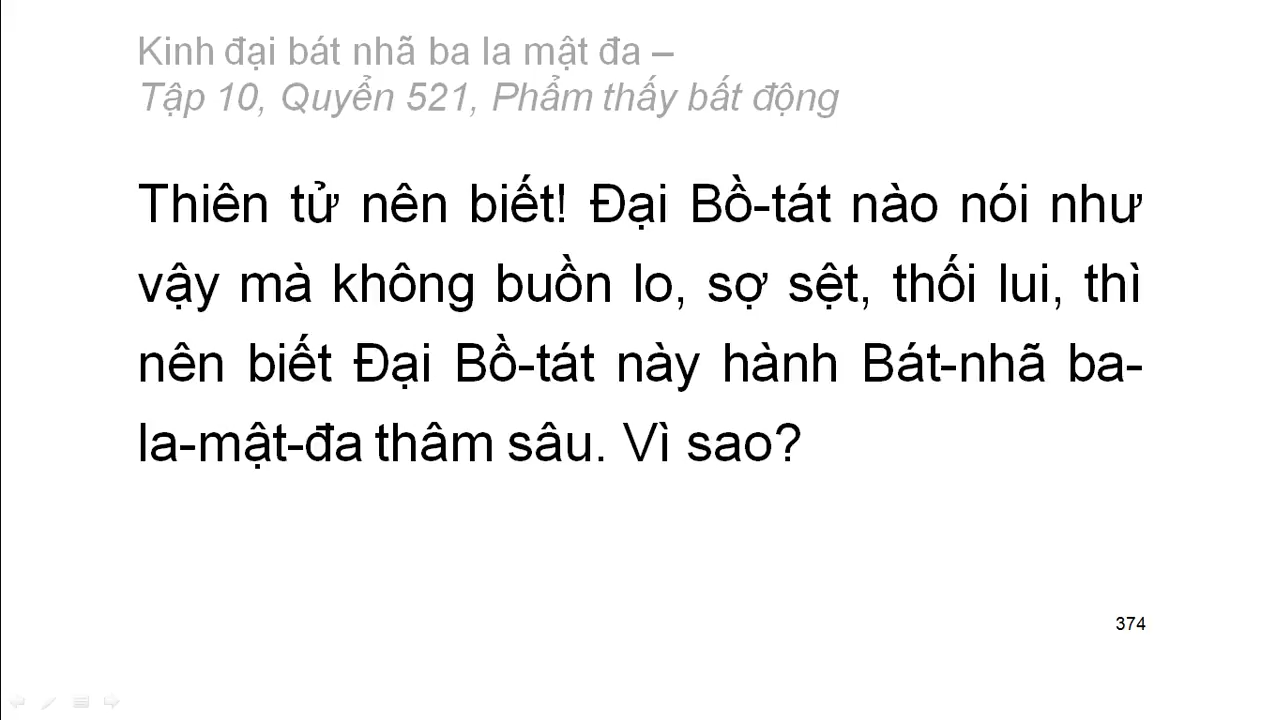 Kinh đại bát nhã ba la mật đa –
Tập 10, Quyển 521, Phẩm thấy bất động
Thiên tử nên biết! Đại Bồ-tát nào nói như
vậy mà không buồn lo, sợ sệt, thối lui, thì
nên biết Đại Bồ-tát này hành Bát-nhã ba-
la-mật-đa thâm sâu. Vì sao?
374